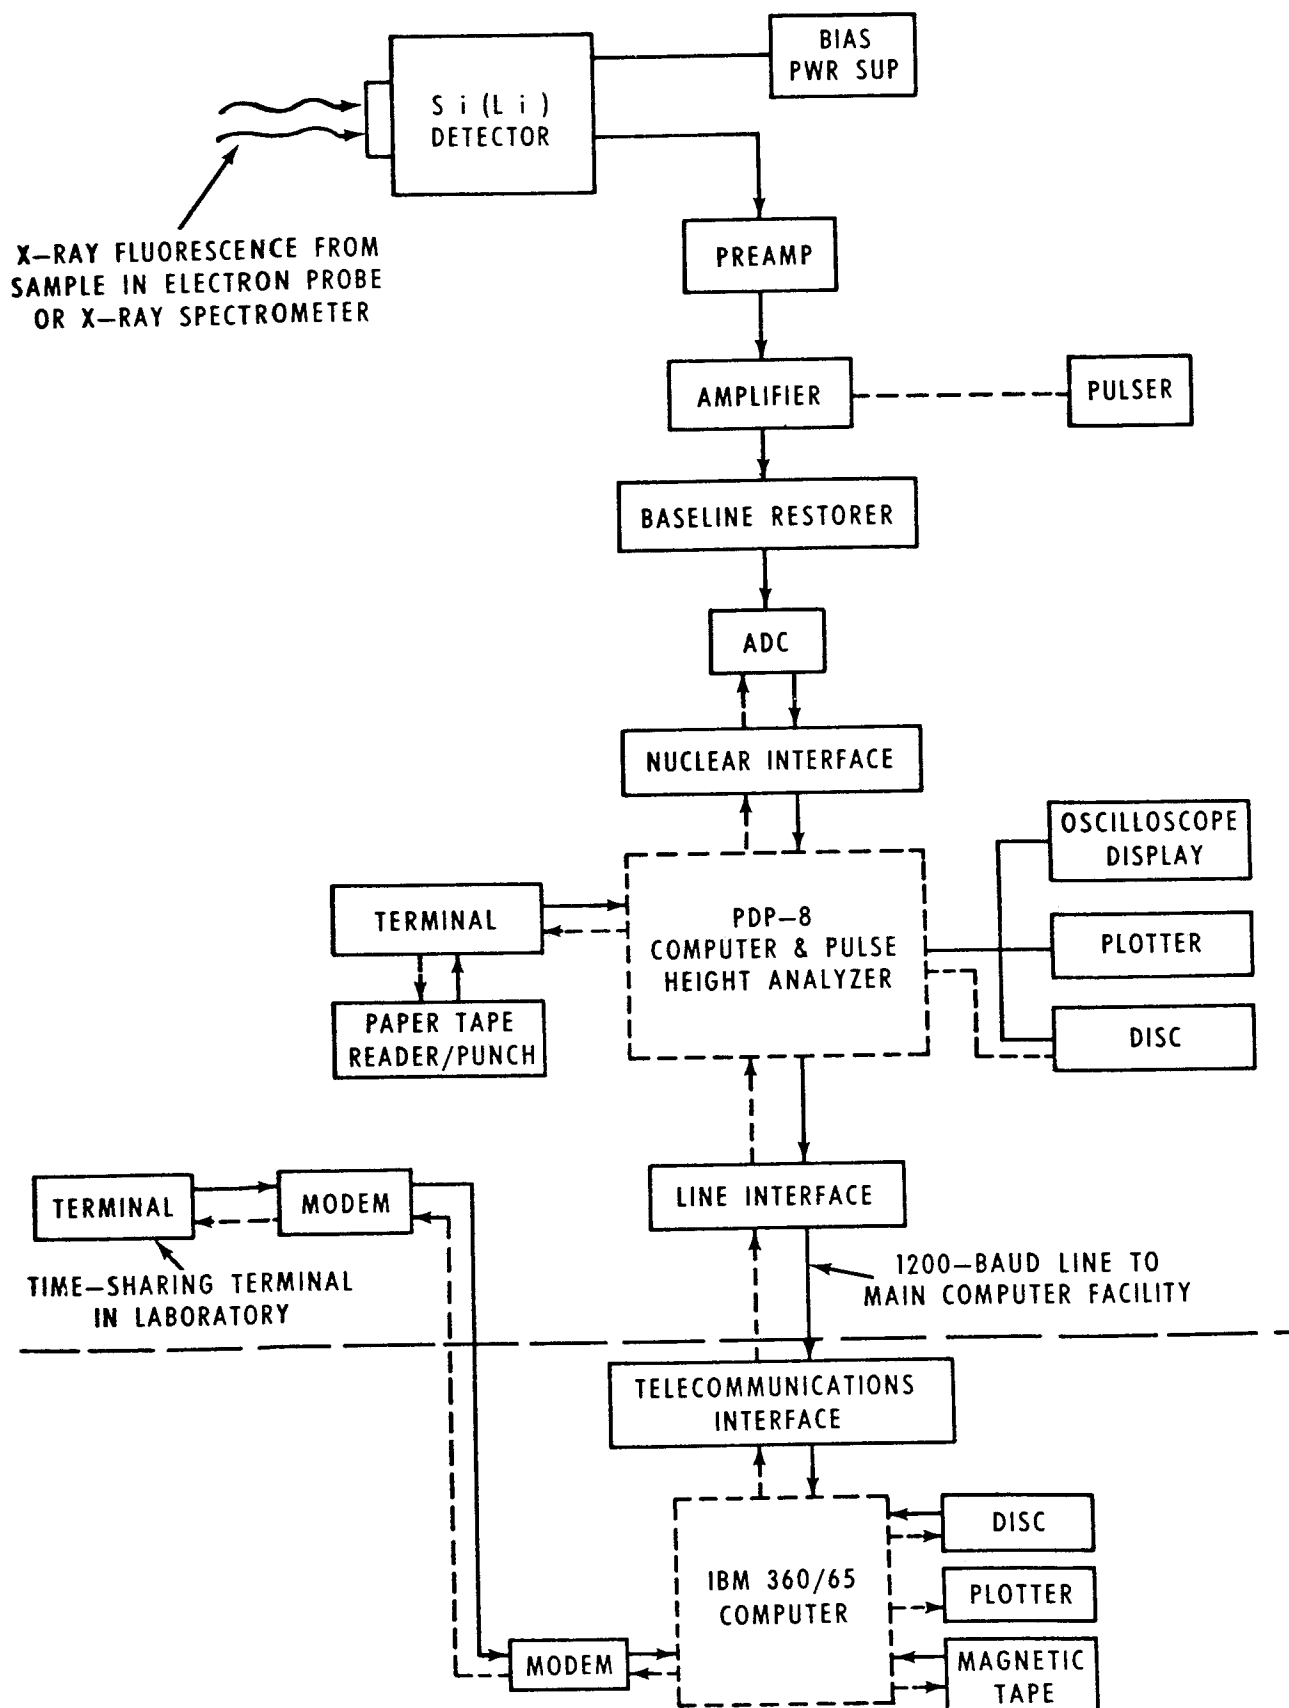 BIAS
PWR SUP
S i (L i )
DETECTOR
X-RAY FLUORESCENCE FROM
SAMPLE IN ELECTRON PROBE
OR X-RAY SPECTROMETER
PREAMP
AMPLIFIER
PULSER
BASELINE RESTORER
ADC
NUCLEAR INTERFACE
OSCILLOSCOPE
DISPLAY
TERMINAL
PDP-8
COMPUTER & PULSE
HEIGHT ANALYZER
PLOTTER
PAPER TAPE
READER/PUNCH
DISC
TERMINAL
MODEM
LINE INTERFACE
TIME-SHARING TERMINAL
IN LABORATORY
1200-BAUD LINE TO
MAIN COMPUTER FACILITY
TELECOMMUNICATIONS
INTERFACE
DISC
IBM 360/65
COMPUTER
PLOTTER
MODEM
MAGNETIC
TAPE